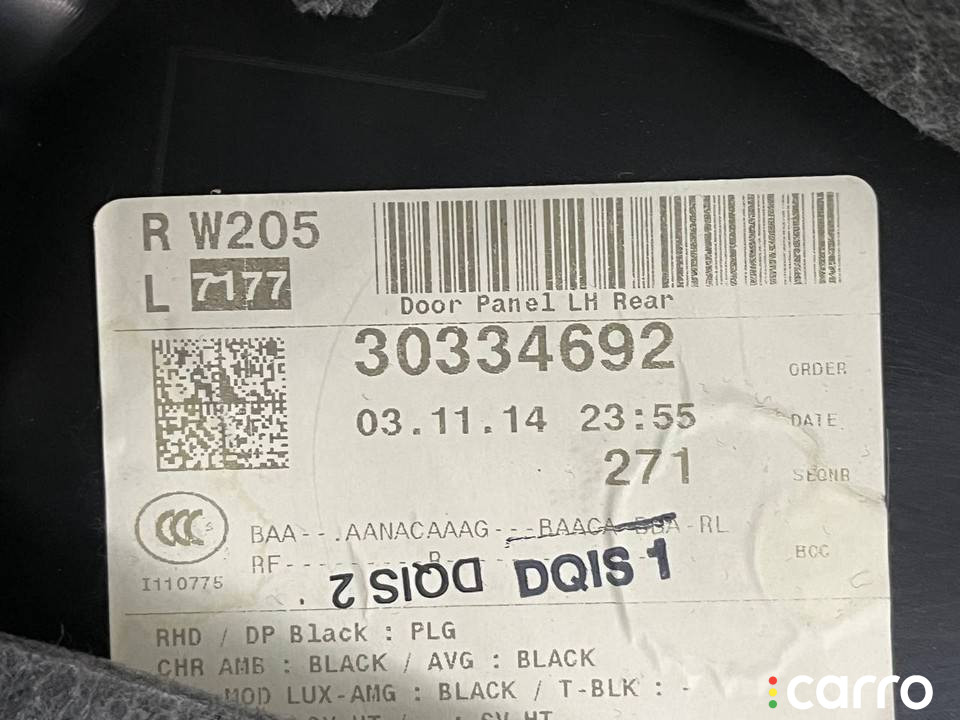 R W205
L 7177
Door Panel LH Rear
30334692
ORDER
03.11.14 23:55
DATE
271
SEQNR
CCC S
I110775
BAA--.AANACAAAG---BAACA-BBA-RL
RF
BCC
DQIS 2
DQIS 1
RHD / DP Black : PLG
CHR AMB : BLACK / AVG : BLACK
MOD LUX-AMG : BLACK / T-BLK : -
carro